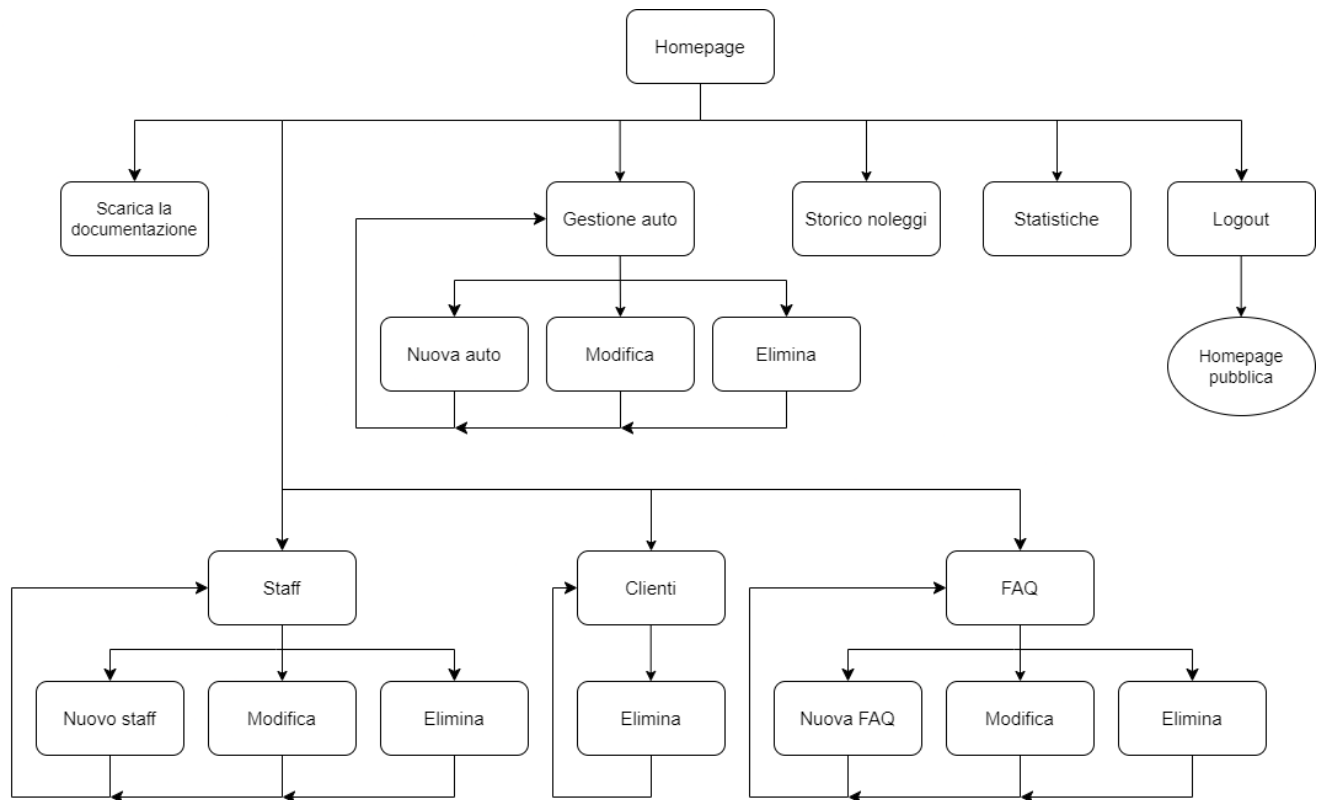 Homepage
Scarica la
documentazione
Gestione auto
Storico noleggi
Statistiche
Logout
Nuova auto
Modifica
Elimina
Homepage
pubblica
Staff
Clienti
FAQ
Nuovo staff
Modifica
Elimina
Elimina
Nuova FAQ
Modifica
Elimina